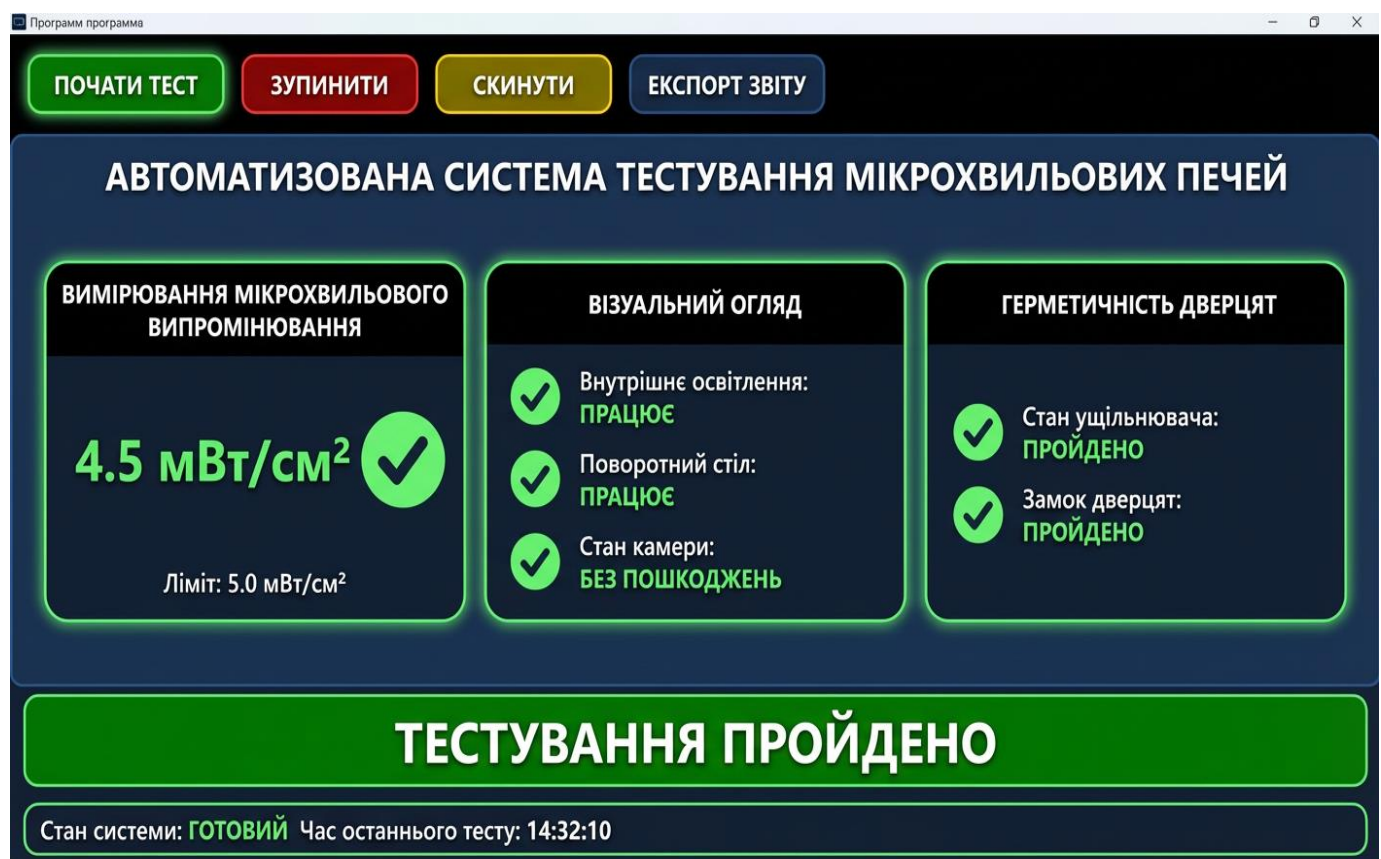 Программ программа
ПОЧАТИ ТЕСТ
ЗУПИНИТИ
СКИНУТИ
ЕКСПОРТ ЗВІТУ
АВТОМАТИЗОВАНА СИСТЕМА ТЕСТУВАННЯ МІКРОХВИЛЬОВИХ ПЕЧЕЙ
ВИМІРЮВАННЯ МІКРОХВИЛЬОВОГО
ВИПРОМІНЮВАННЯ
4.5 мВт/см²
Ліміт: 5.0 мВт/см²
ВІЗУАЛЬНИЙ ОГЛЯД
Внутрішнє освітлення:
ПРАЦЮЄ
Поворотний стіл:
ПРАЦЮЄ
Стан камери:
БЕЗ ПОШКОДЖЕНЬ
ГЕРМЕТИЧНІСТЬ ДВЕРЦЯТ
Стан ущільнювача:
ПРОЙДЕНО
Замок дверцят:
ПРОЙДЕНО
ТЕСТУВАННЯ ПРОЙДЕНО
Стан системи: ГОТОВИЙ Час останнього тесту: 14:32:10